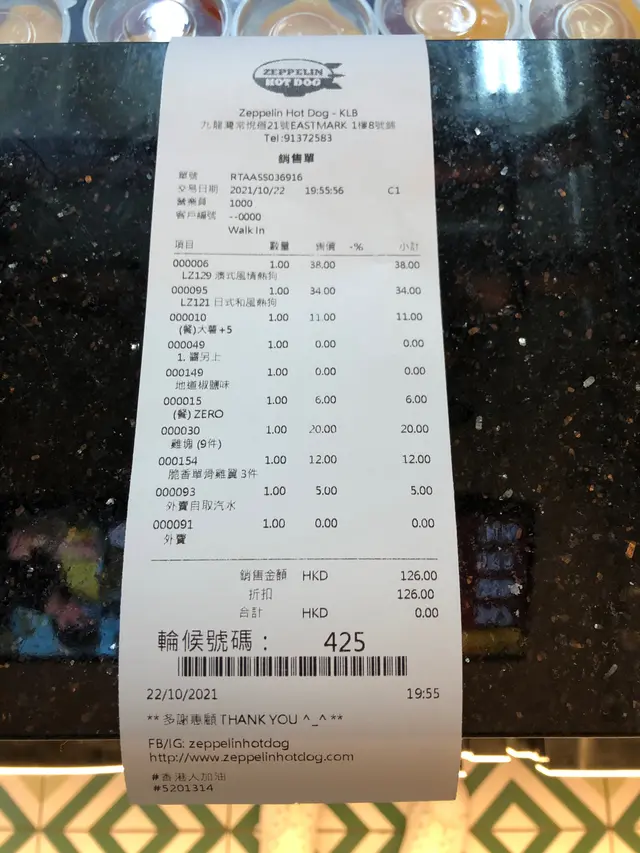 ZEPPELIN
HOT DOG
Zeppelin Hot Dog - KLB
九龍灣常悅道21號EASTMARK 1樓8號舖
Tel:91372583
銷售單
單號 RTAASS036916
交易日期 2021/10/22 19:55:56 C1
營業員 1000
客戶編號 --0000
Walk In
項目 數量 售價 -% 小計
000006 1.00 38.00 38.00
LZ129 澳式風情熱狗
000095 1.00 34.00 34.00
LZ121 日式和風熱狗
000010 1.00 11.00 11.00
(餐)大薯+5
000049 1.00 0.00 0.00
1. 醬另上
000149 1.00 0.00 0.00
地道椒鹽味
000015 1.00 6.00 6.00
(餐) ZERO
000030 1.00 20.00 20.00
雞塊 (9件)
000154 1.00 12.00 12.00
脆香單骨雞翼 3件
000093 1.00 5.00 5.00
外賣自取汽水
000091 1.00 0.00 0.00
外賣
銷售金額 HKD 126.00
折扣 126.00
合計 HKD 0.00
輪候號碼： 425
22/10/2021 19:55
** 多謝惠顧 THANK YOU ^_^ **
FB/IG: zeppelinhotdog
http://www.zeppelinhotdog.com
#香港人加油
#5201314